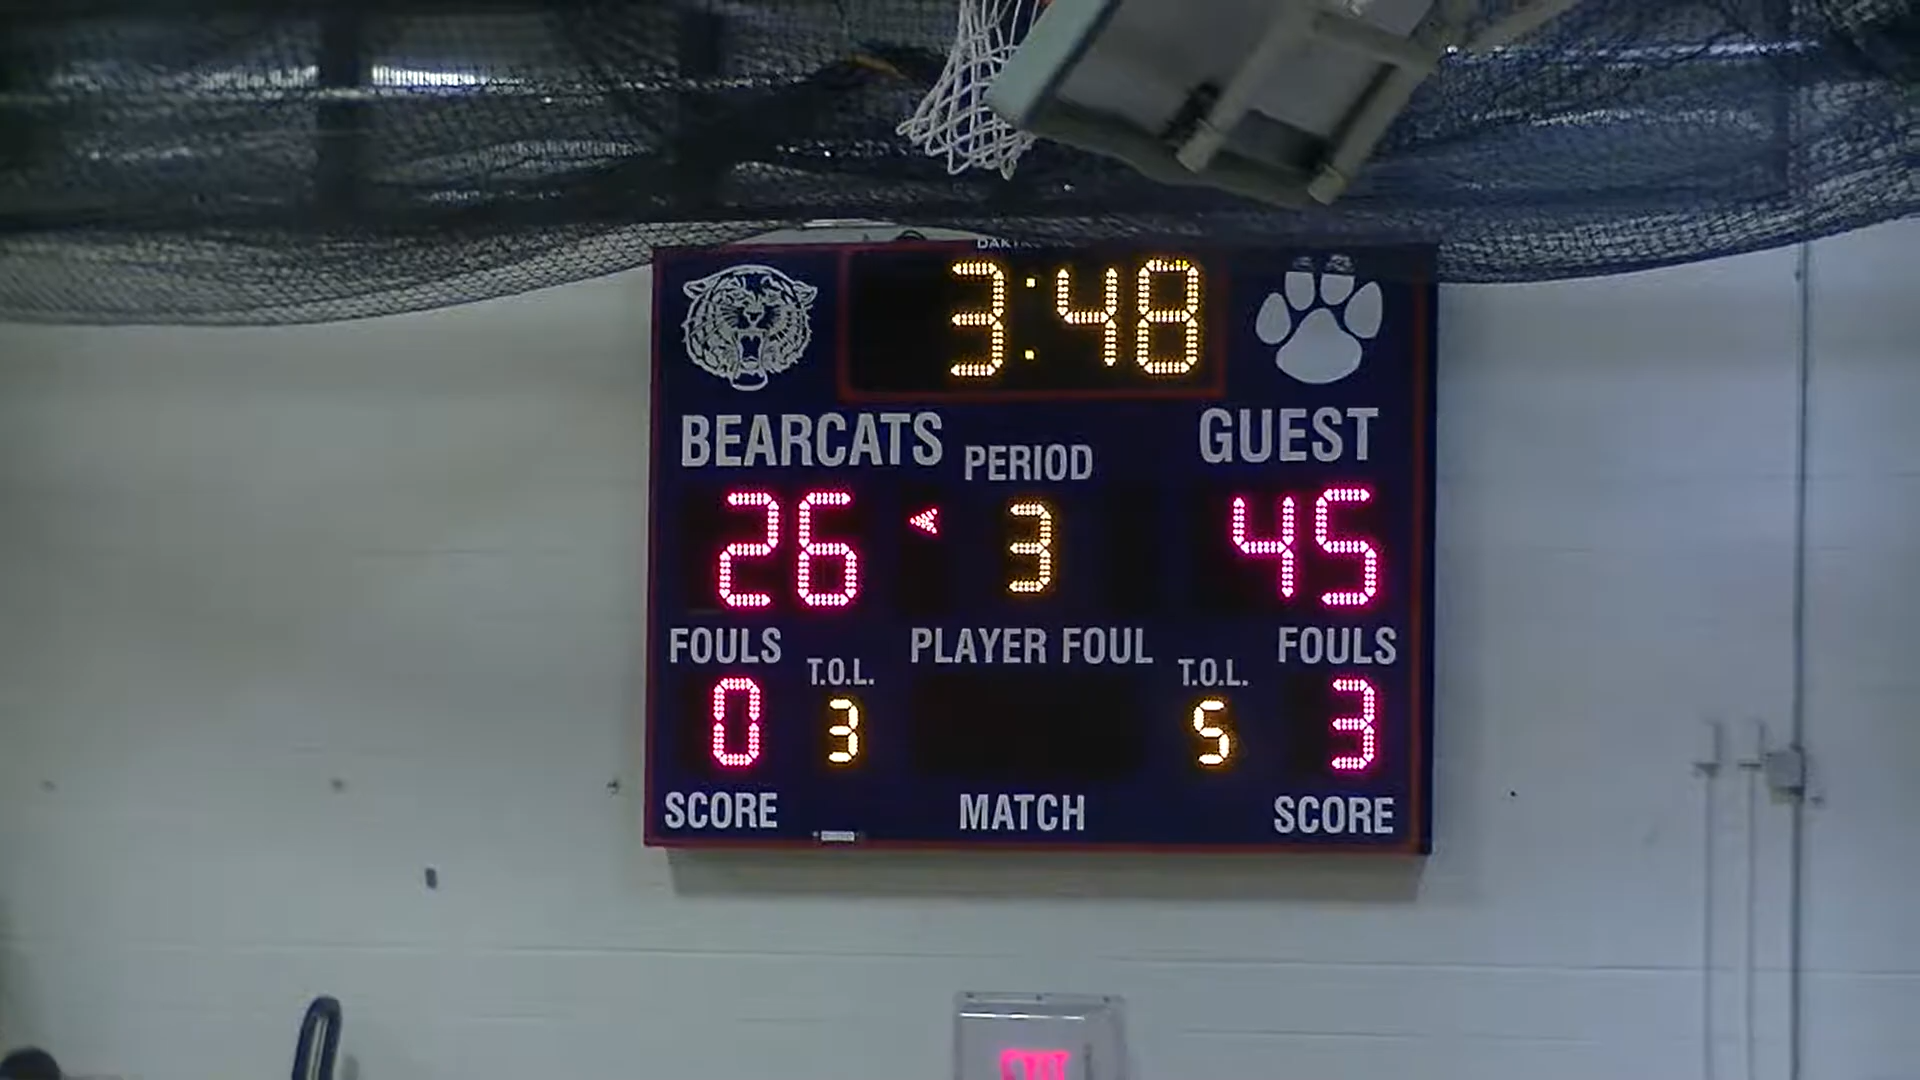 3:48
BEARCATS PERIOD GUEST
26 3 45
FOULS T.O.L. PLAYER FOUL T.O.L. FOULS
0 3 5 3
SCORE MATCH SCORE
EXIT